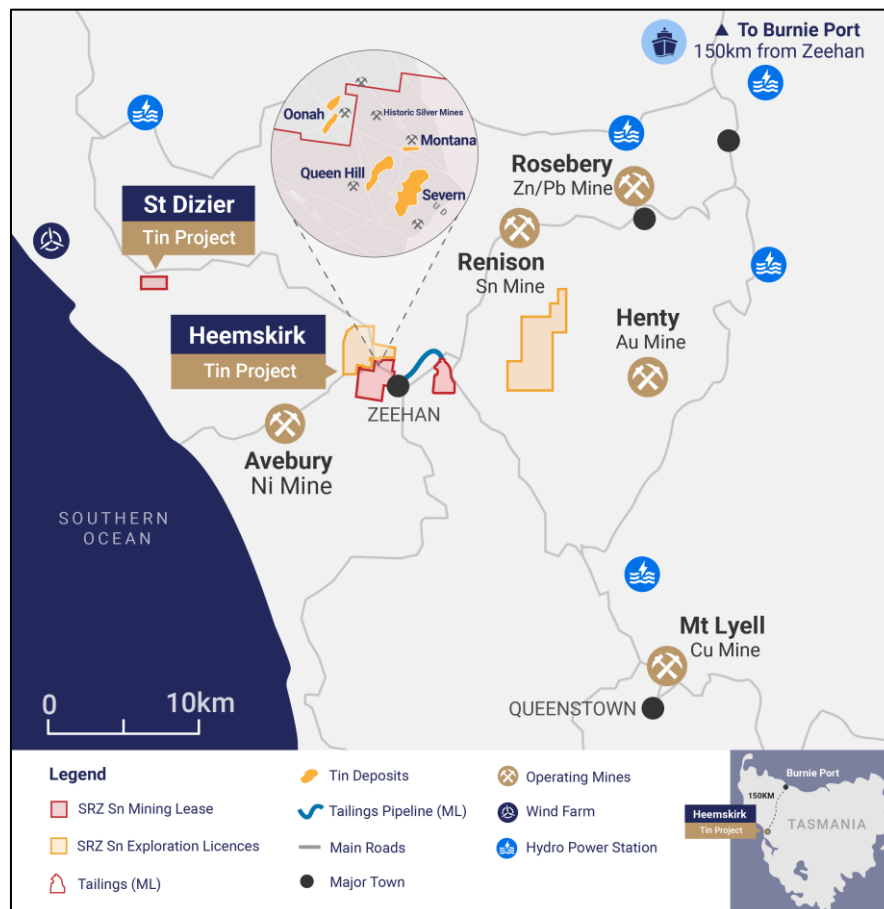 ▲ To Burnie Port
150km from Zeehan
Oonah
Historic Silver Mines
Montana
Queen Hill
Severn
Rosebery
Zn/Pb Mine
St Dizier
Tin Project
Renison
Sn Mine
Henty
Au Mine
Heemskirk
Tin Project
ZEEHAN
Avebury
Ni Mine
SOUTHERN
OCEAN
Mt Lyell
Cu Mine
QUEENSTOWN
0 10km
Legend
SRZ Sn Mining Lease
SRZ Sn Exploration Licences
Tailings (ML)
Tin Deposits
Tailings Pipeline (ML)
Main Roads
Major Town
Operating Mines
Wind Farm
Hydro Power Station
Burnie Port
150KM
Heemskirk
Tin Project
TASMANIA